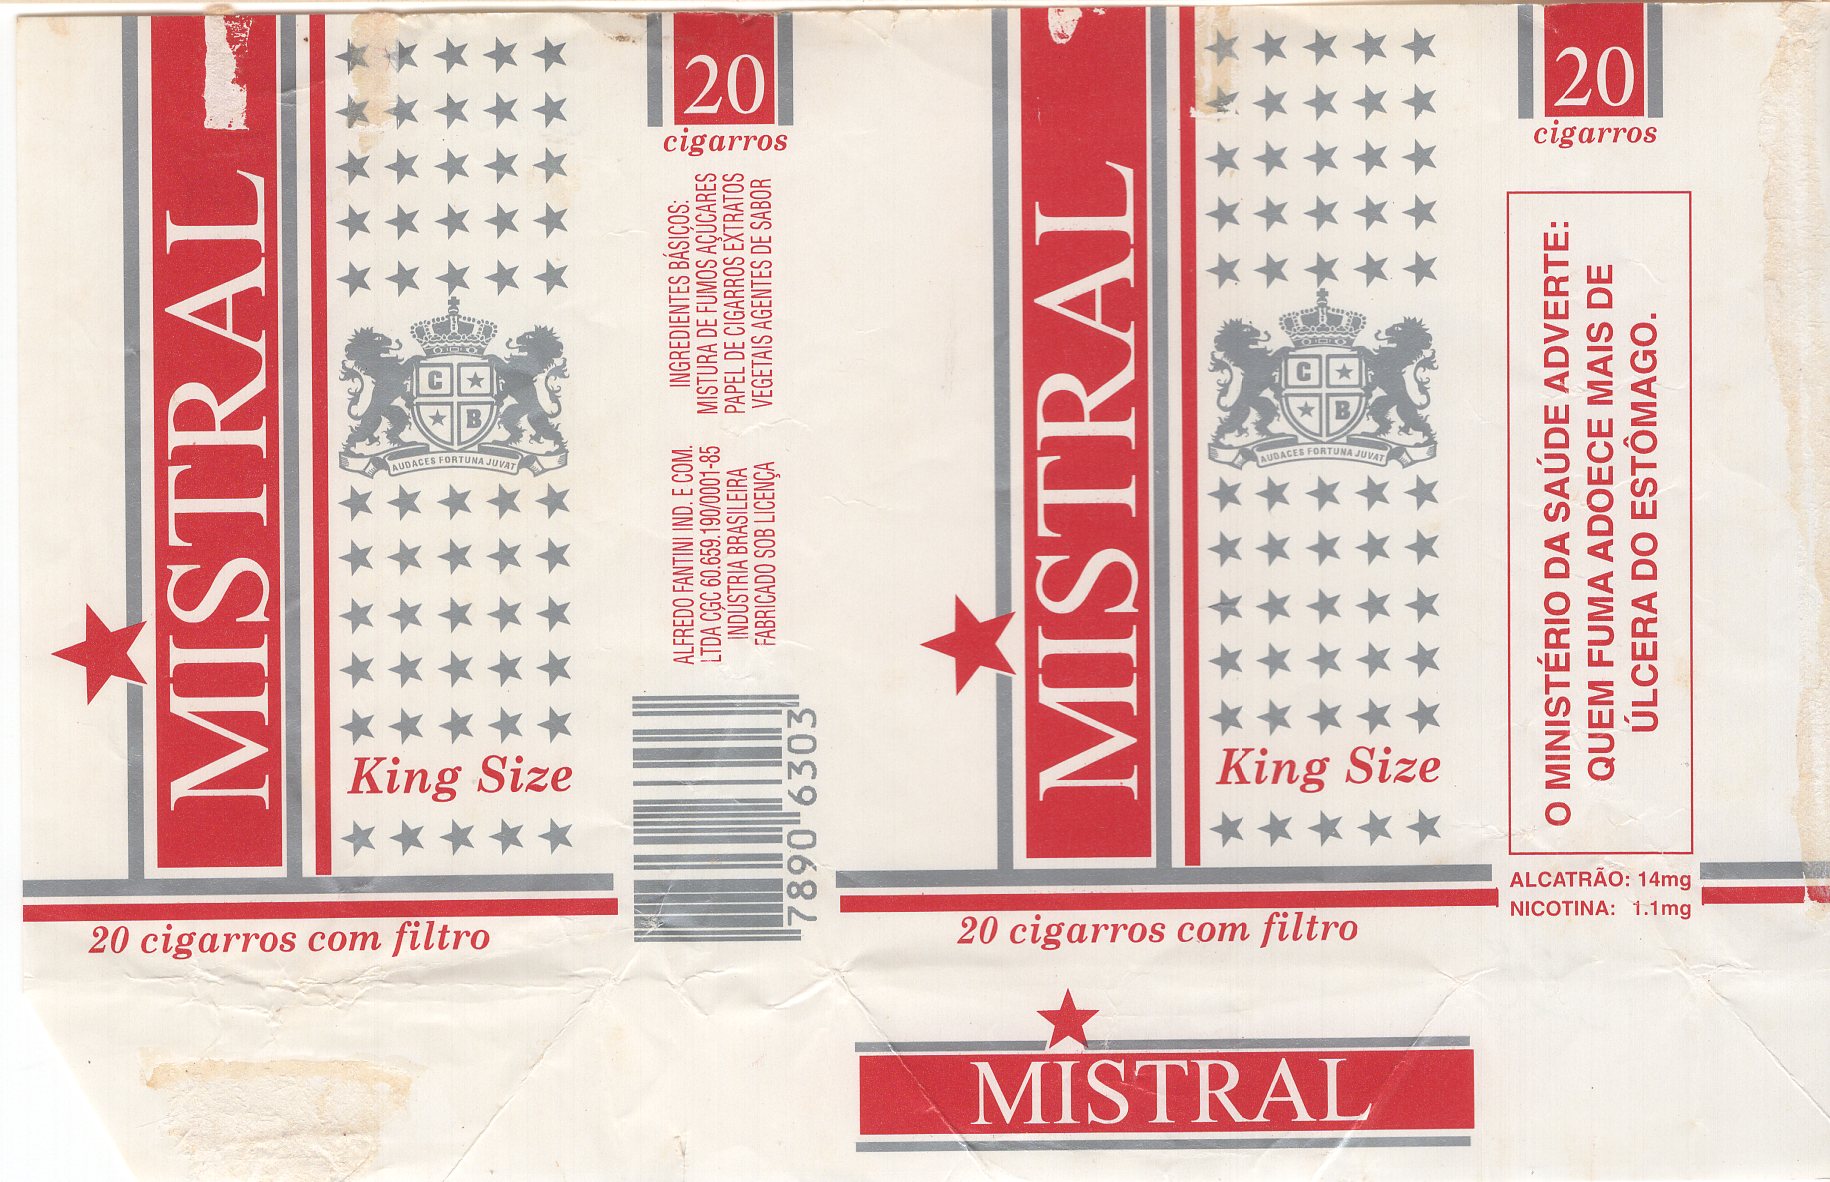 MISTRAL
C
B
AUDACES FORTUNA JUVAT
King Size
20 cigarros com filtro
20
cigarros
INGREDIENTES BÁSICOS:
MISTURA DE FUMOS AÇUCARES
PAPEL DE CIGARROS EXTRATOS
VEGETAIS AGENTES DE SABOR
ALFREDO FANTINI IND. E COM.
LTDA CGC 60.659.190/0001-85
INDUSTRIA BRASILEIRA
FABRICADO SOB LICENÇA
7890 6303
MISTRAL
C
B
AUDACES FORTUNA JUVAT
King Size
20 cigarros com filtro
20
cigarros
O MINISTÉRIO DA SAÚDE ADVERTE:
QUEM FUMA ADOECE MAIS DE
ÚLCERA DO ESTÔMAGO.
ALCATRÃO: 14mg
NICOTINA: 1.1mg
MISTRAL